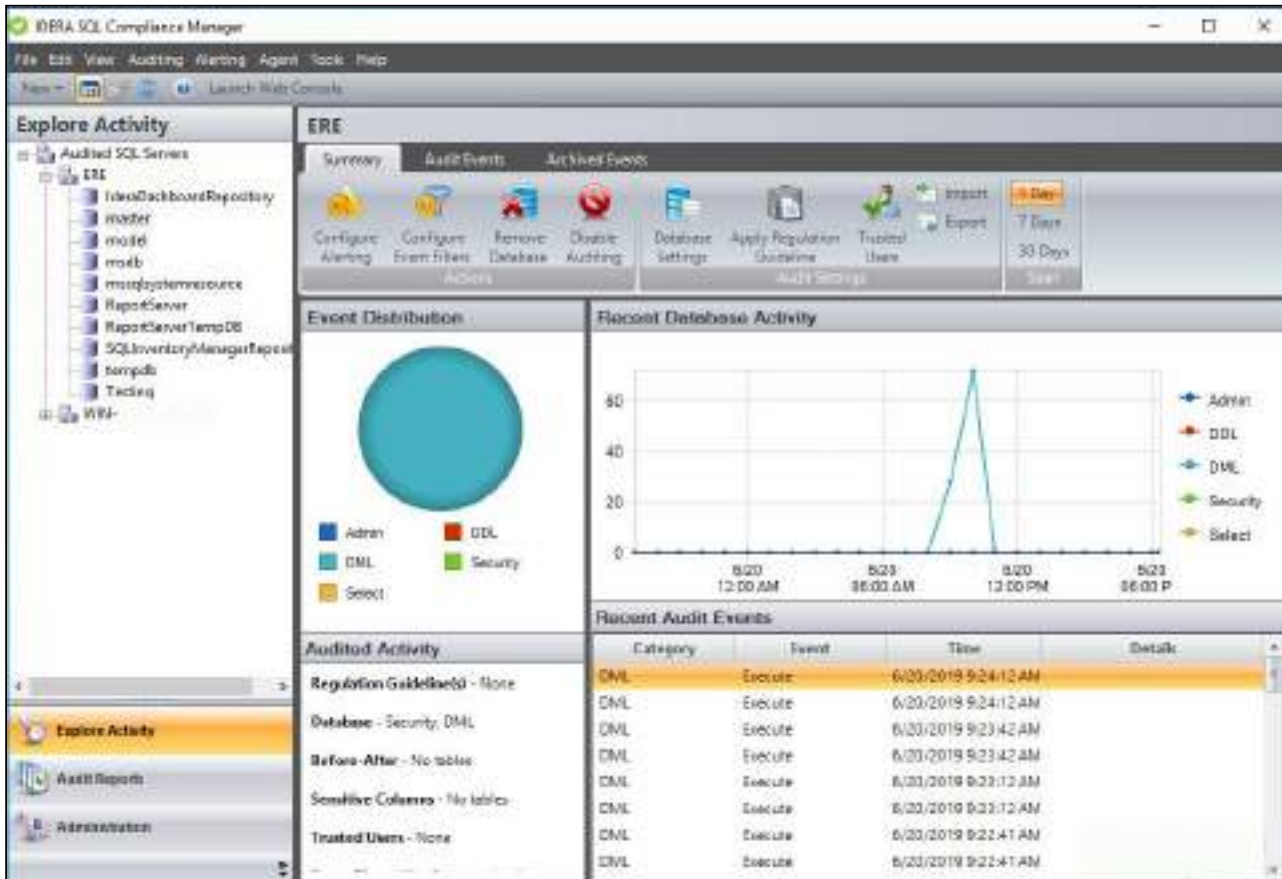 IDERA SQL Compliance Manager
File Edit View Auditing Alerting Agent Tools Help
New Launch Web Console
Explore Activity
Audited SQL Servers
ERE
IderaDashboardRepository
master
model
msdb
mssqlsystemresource
ReportServer
ReportServerTempDB
SQLInventoryManagerReposit
tempdb
Testing
WIN-
Explore Activity
Audit Reports
Administration
ERE
Summary Audit Events Archived Events
Configure Alerting
Configure Event Filters
Remove Database
Disable Auditing
Actions
Database Settings
Apply Regulation Guideline
Trusted Users
Import
Export
Audit Settings
1 Day
7 Days
30 Days
Span
Event Distribution
Admin DDL
DML Security
Select
Recent Database Activity
60
40
20
0
6/20 12:00 AM
6/20 06:00 AM
6/20 12:00 PM
6/20 06:00 P
Admin
DDL
DML
Security
Select
Audited Activity
Regulation Guideline(s) - None
Database - Security, DML
Before-After - No tables
Sensitive Columns - No tables
Trusted Users - None
Recent Audit Events
Category Event Time Details
DML Execute 6/20/2019 9:24:12 AM
DML Execute 6/20/2019 9:24:12 AM
DML Execute 6/20/2019 9:23:42 AM
DML Execute 6/20/2019 9:23:42 AM
DML Execute 6/20/2019 9:23:12 AM
DML Execute 6/20/2019 9:23:12 AM
DML Execute 6/20/2019 9:22:41 AM
DML Execute 6/20/2019 9:22:41 AM